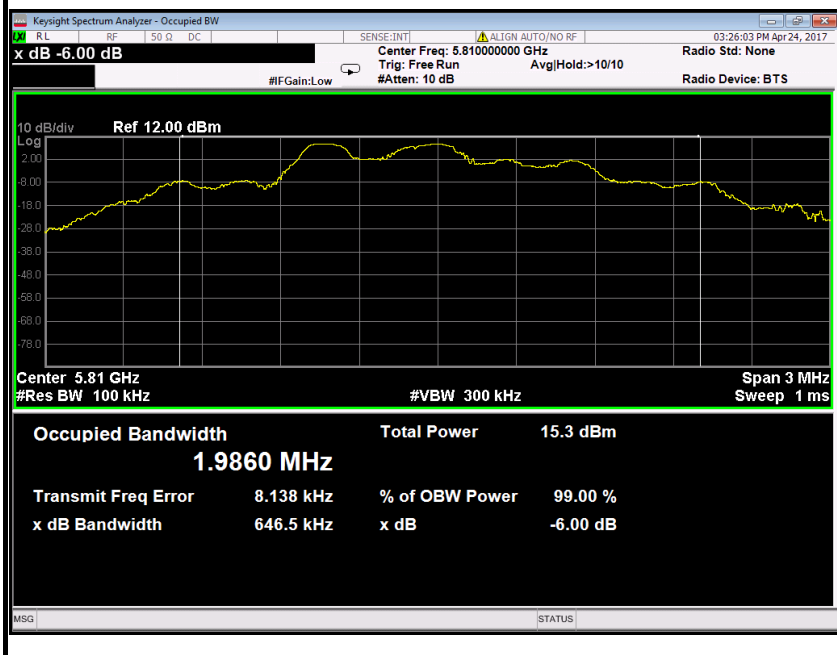 Keysight Spectrum Analyzer - Occupied BW
LXI RL RF 50 Ω DC SENSE:INT ALIGN AUTO/NO RF 03:26:03 PM Apr 24, 2017
x dB -6.00 dB Center Freq: 5.810000000 GHz Radio Std: None
Trig: Free Run Avg|Hold:>10/10
#IFGain:Low #Atten: 10 dB Radio Device: BTS
10 dB/div Ref 12.00 dBm
Log
2.00
-8.00
-18.0
-28.0
-38.0
-48.0
-58.0
-68.0
-78.0
Center 5.81 GHz Span 3 MHz
#Res BW 100 kHz #VBW 300 kHz Sweep 1 ms
Occupied Bandwidth Total Power 15.3 dBm
1.9860 MHz
Transmit Freq Error 8.138 kHz % of OBW Power 99.00 %
x dB Bandwidth 646.5 kHz x dB -6.00 dB
MSG STATUS